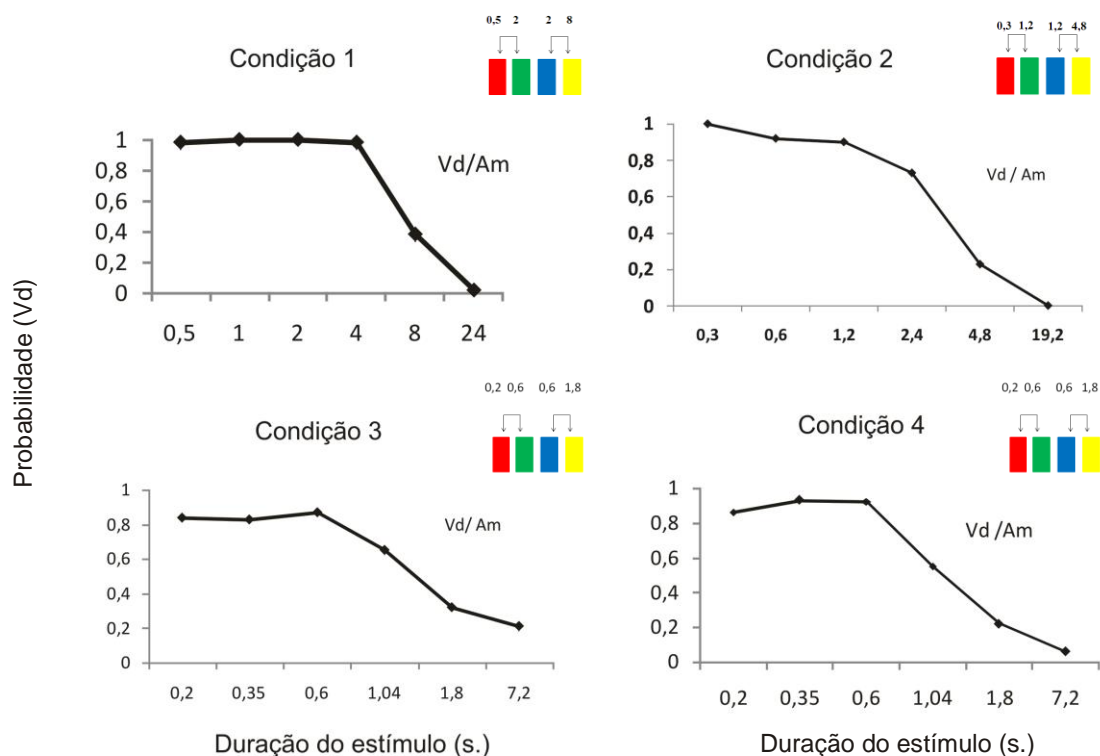 Probabilidade (Vd)
Condição 1
0,5 2 2 8
1
0,8
0,6
0,4
0,2
0
Vd/Am
0,5 1 2 4 8 24
Condição 2
0,3 1,2 1,2 4,8
1
0,8
0,6
0,4
0,2
0
Vd / Am
0,3 0,6 1,2 2,4 4,8 19,2
Condição 3
0,2 0,6 0,6 1,8
1
0,8
0,6
0,4
0,2
0
Vd/ Am
0,2 0,35 0,6 1,04 1,8 7,2
Duração do estímulo (s.)
Condição 4
0,2 0,6 0,6 1,8
1
0,8
0,6
0,4
0,2
0
Vd /Am
0,2 0,35 0,6 1,04 1,8 7,2
Duração do estímulo (s.)